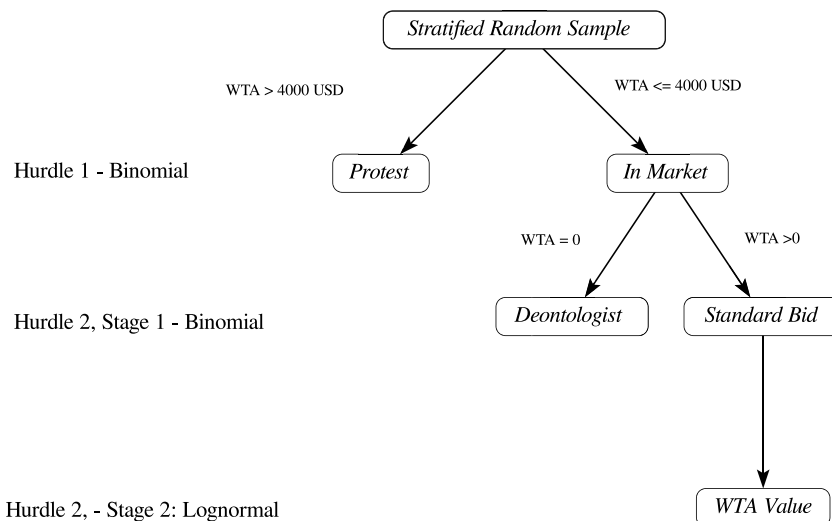 Stratified Random Sample
WTA > 4000 USD
WTA <= 4000 USD
Hurdle 1 - Binomial
Protest
In Market
WTA = 0
WTA >0
Hurdle 2, Stage 1 - Binomial
Deontologist
Standard Bid
Hurdle 2, - Stage 2: Lognormal
WTA Value